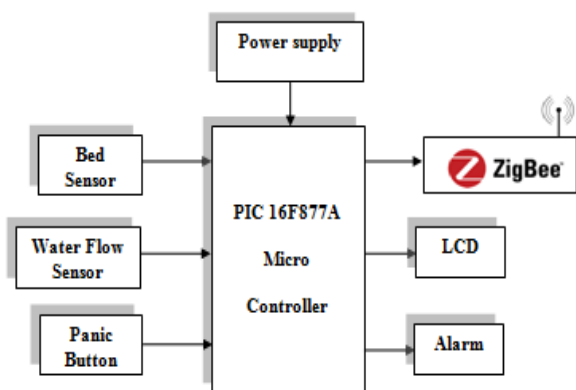 Power supply
Bed
Sensor
ZigBee
PIC 16F877A
Water Flow
Sensor
Micro
LCD
Controller
Panic
Button
Alarm